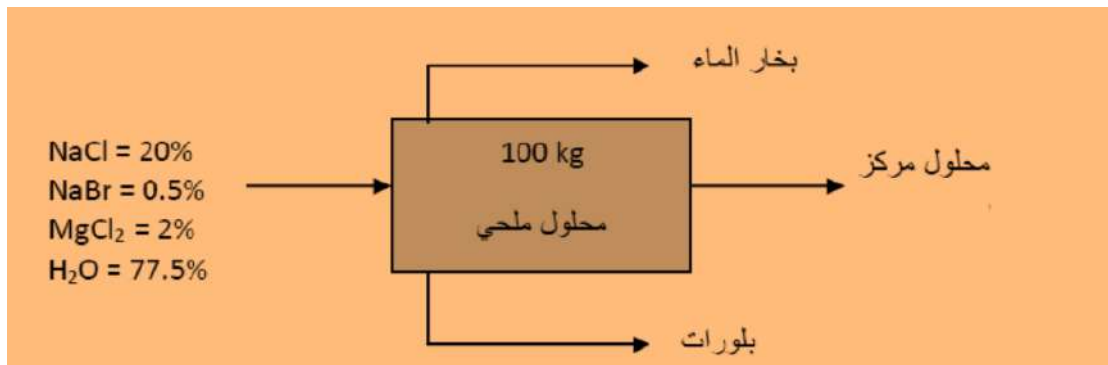 بخار الماء
NaCl = 20%
NaBr = 0.5%
MgCl₂ = 2%
H₂O = 77.5%
100 kg
محلول ملحي
محلول مركز
بلورات